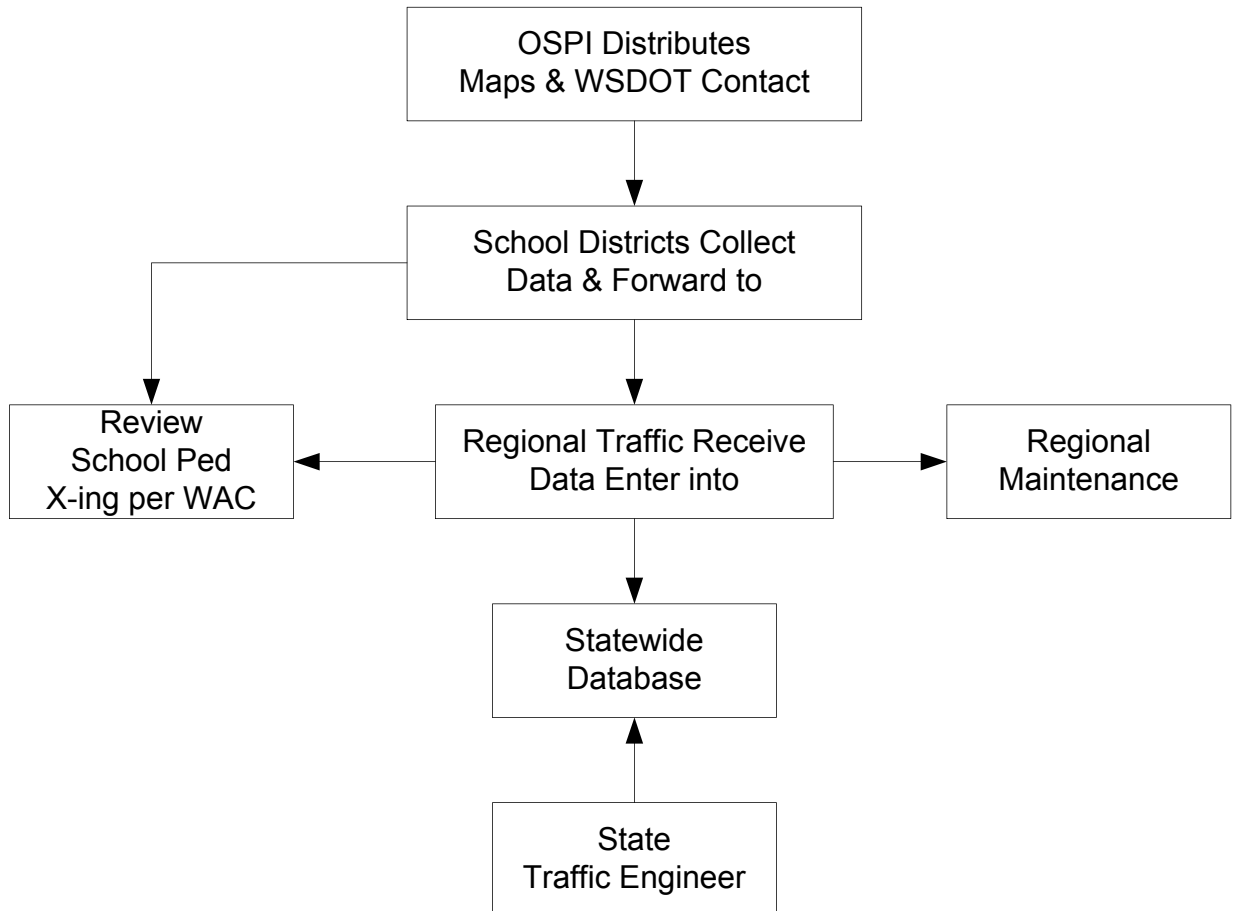 OSPI Distributes
Maps & WSDOT Contact
School Districts Collect
Data & Forward to
Review
School Ped
X-ing per WAC
Regional Traffic Receive
Data Enter into
Regional
Maintenance
Statewide
Database
State
Traffic Engineer